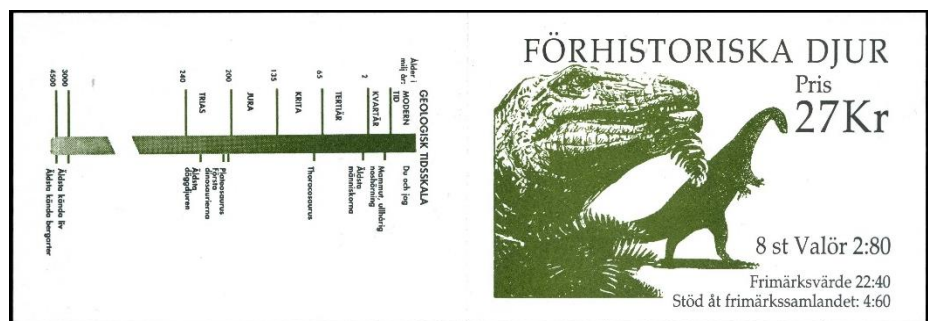 GEOLOGISK TIDSSKALA
Ålder i
milj år:
MODERN
TID
Du och jag
KVARTÄR
Mammut, ullhårig
noshörning
2
Äldsta
människorna
TERTIÄR
65
Thoracosaurus
KRITA
135
JURA
200
Plateosaurus
Första
dinosaurierna
TRIAS
Äldsta
däggdjuren
240
3000
Äldsta kända liv
4500
Äldsta kända bergarter
FÖRHISTORISKA DJUR
Pris
27Kr
8 st Valör 2:80
Frimärksvärde 22:40
Stöd åt frimärkssamlandet: 4:60